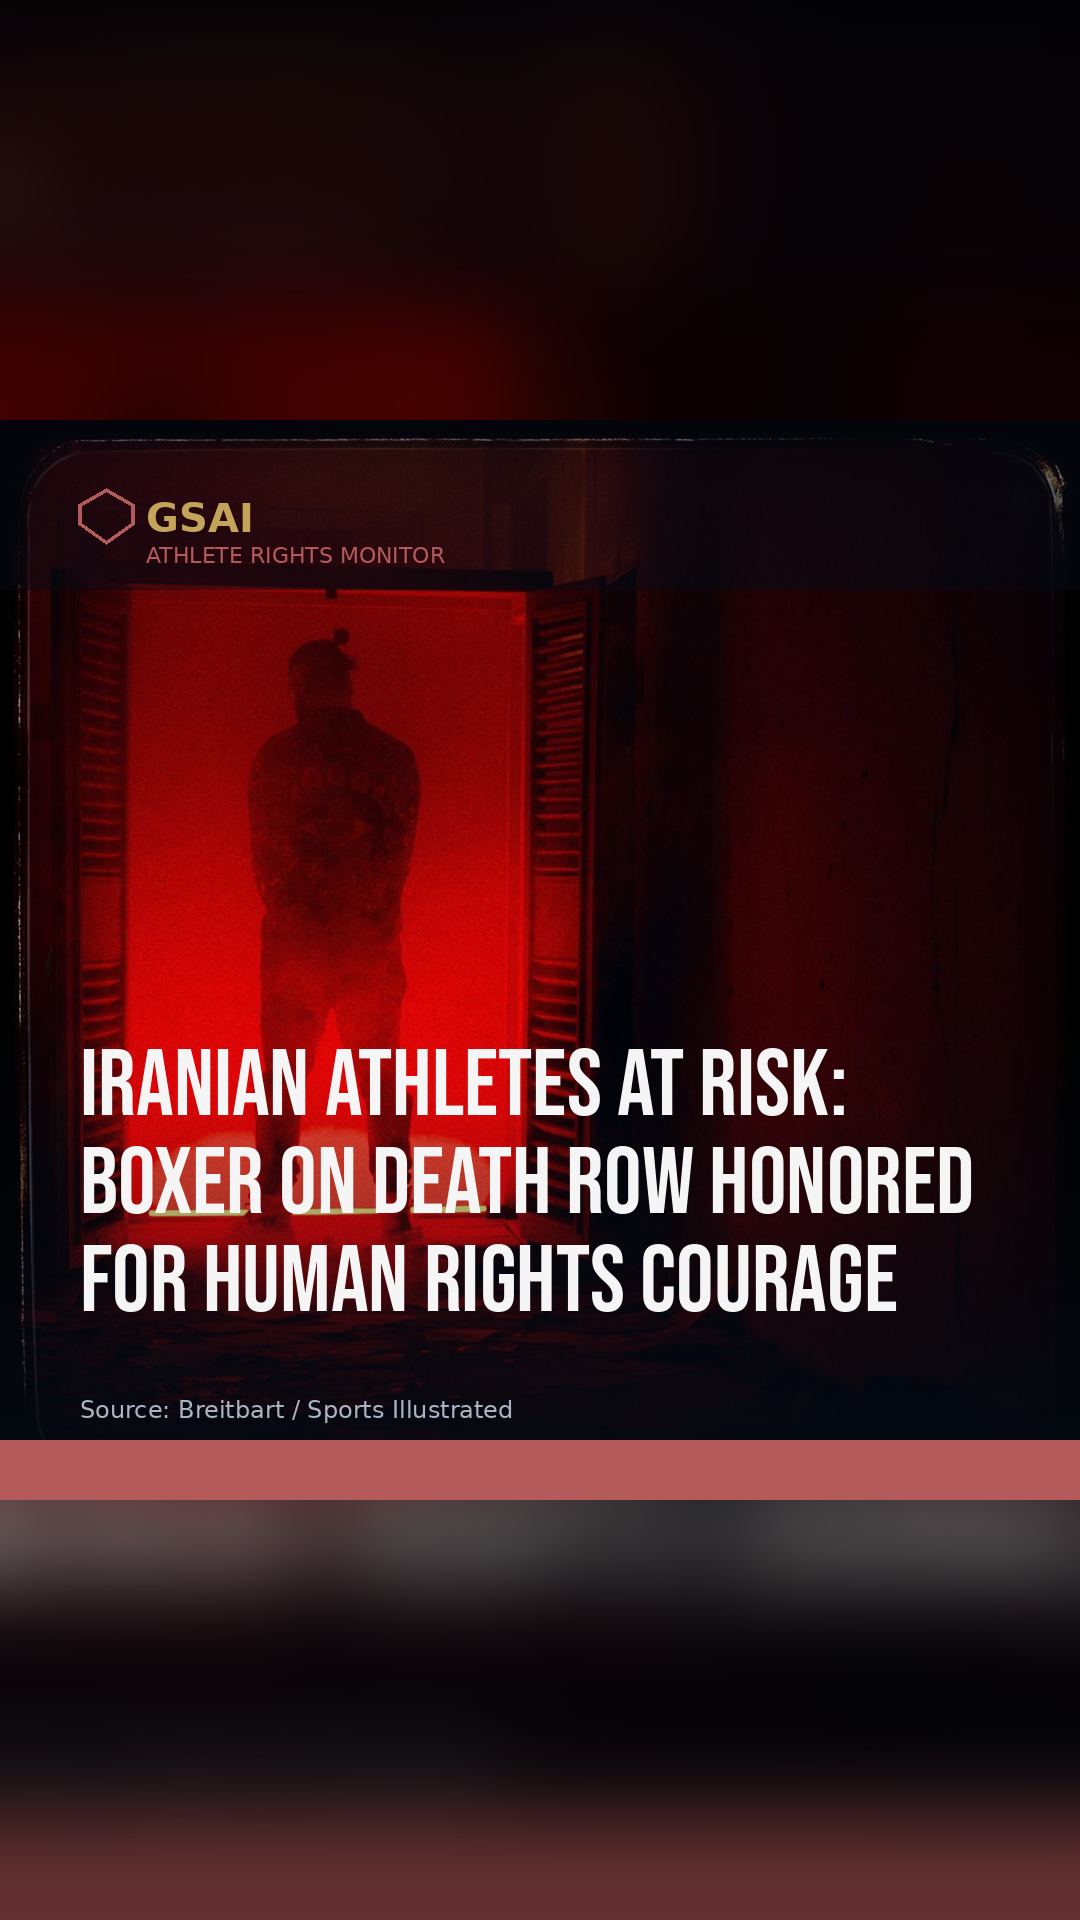 GSAI
ATHLETE RIGHTS MONITOR
IRANIAN ATHLETES AT RISK:
BOXER ON DEATH ROW HONORED
FOR HUMAN RIGHTS COURAGE
Source: Breitbart / Sports Illustrated